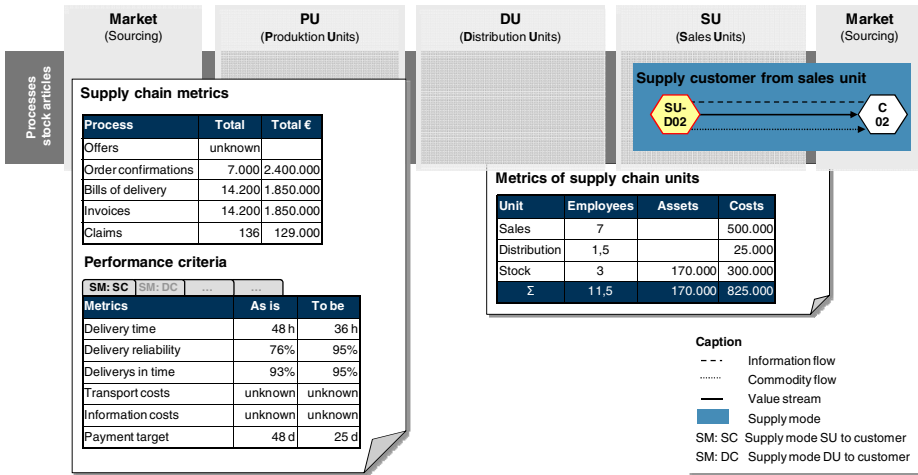 Market
(Sourcing)
PU
(Produktion Units)
DU
(Distribution Units)
SU
(Sales Units)
Market
(Sourcing)
Processes
stock articles
Supply customer from sales unit
SU-
D02
C
02
Supply chain metrics
Process Total Total €
Offers unknown
Order confirmations 7.000 2.400.000
Bills of delivery 14.200 1.850.000
Invoices 14.200 1.850.000
Claims 136 129.000
Performance criteria
SM: SC SM: DC ... ...
Metrics As is To be
Delivery time 48 h 36 h
Delivery reliability 76% 95%
Deliverys in time 93% 95%
Transport costs unknown unknown
Information costs unknown unknown
Payment target 48 d 25 d
Metrics of supply chain units
Unit Employees Assets Costs
Sales 7 500.000
Distribution 1,5 25.000
Stock 3 170.000 300.000
Σ 11,5 170.000 825.000
Caption
Information flow
Commodity flow
Value stream
Supply mode
SM: SC Supply mode SU to customer
SM: DC Supply mode DU to customer